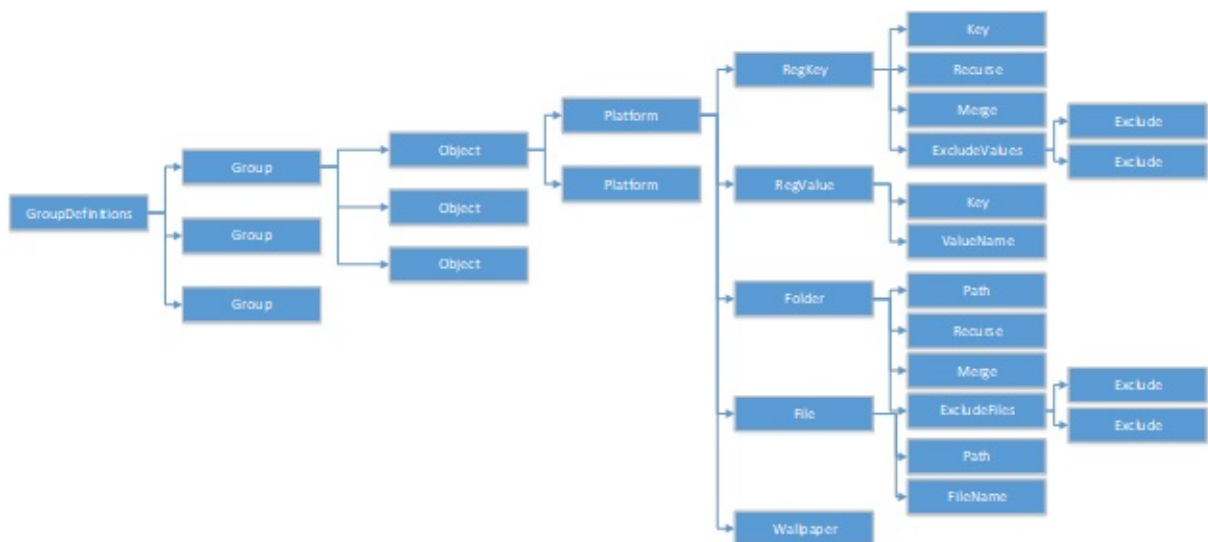 GroupDefinitions
Group
Group
Group
Object
Object
Object
Platform
Platform
RegKey
RegValue
Folder
File
Wallpaper
Key
Recurse
Merge
ExcludeValues
Key
ValueName
Path
Recurse
Merge
ExcludeFiles
Path
FileName
Exclude
Exclude
Exclude
Exclude